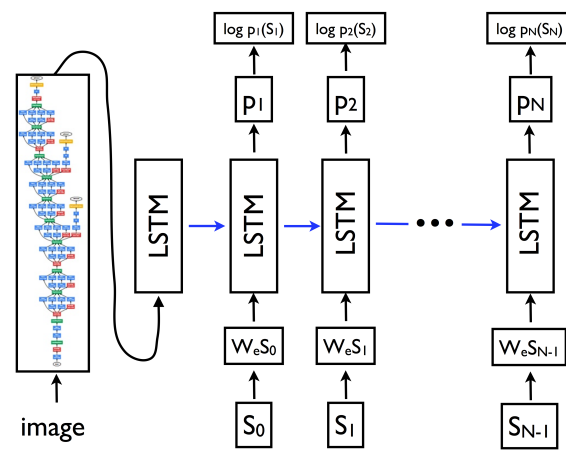 log p1(S1) log p2(S2) log pN(SN)
p1 p2 pN
LSTM LSTM LSTM LSTM
WeS0 WeS1 WeSN-1
image S0 S1 SN-1